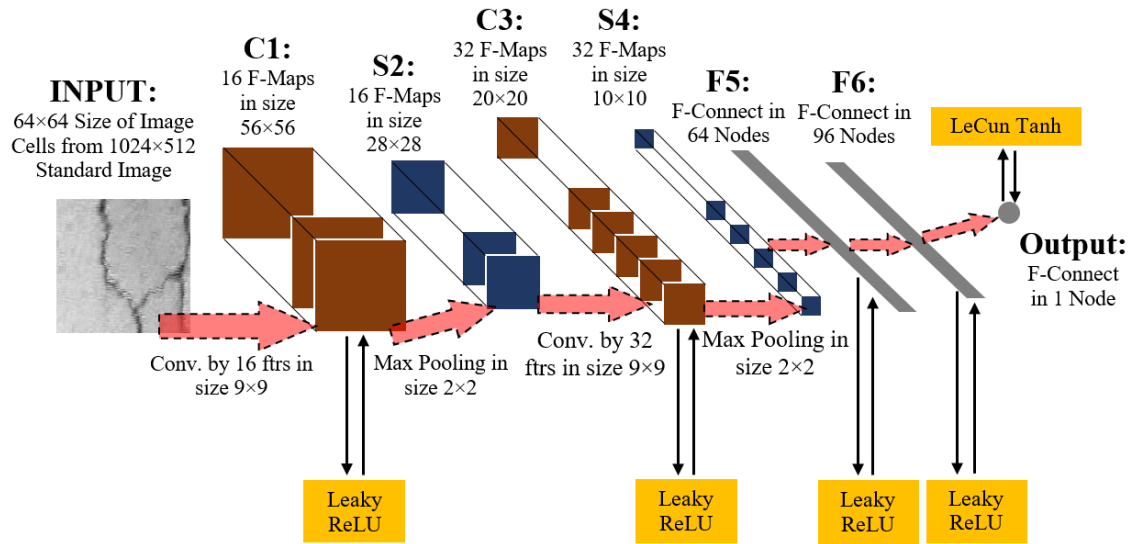 INPUT:
64×64 Size of Image
Cells from 1024×512
Standard Image
C1:
16 F-Maps
in size
56×56
S2:
16 F-Maps
in size
28×28
C3:
32 F-Maps
in size
20×20
S4:
32 F-Maps
in size
10×10
F5:
F-Connect in
64 Nodes
F6:
F-Connect in
96 Nodes
LeCun Tanh
Output:
F-Connect
in 1 Node
Conv. by 16 ftrs in
size 9×9
Max Pooling in
size 2×2
Conv. by 32
ftrs in size 9×9
Max Pooling in
size 2×2
Leaky
ReLU
Leaky
ReLU
Leaky
ReLU
Leaky
ReLU